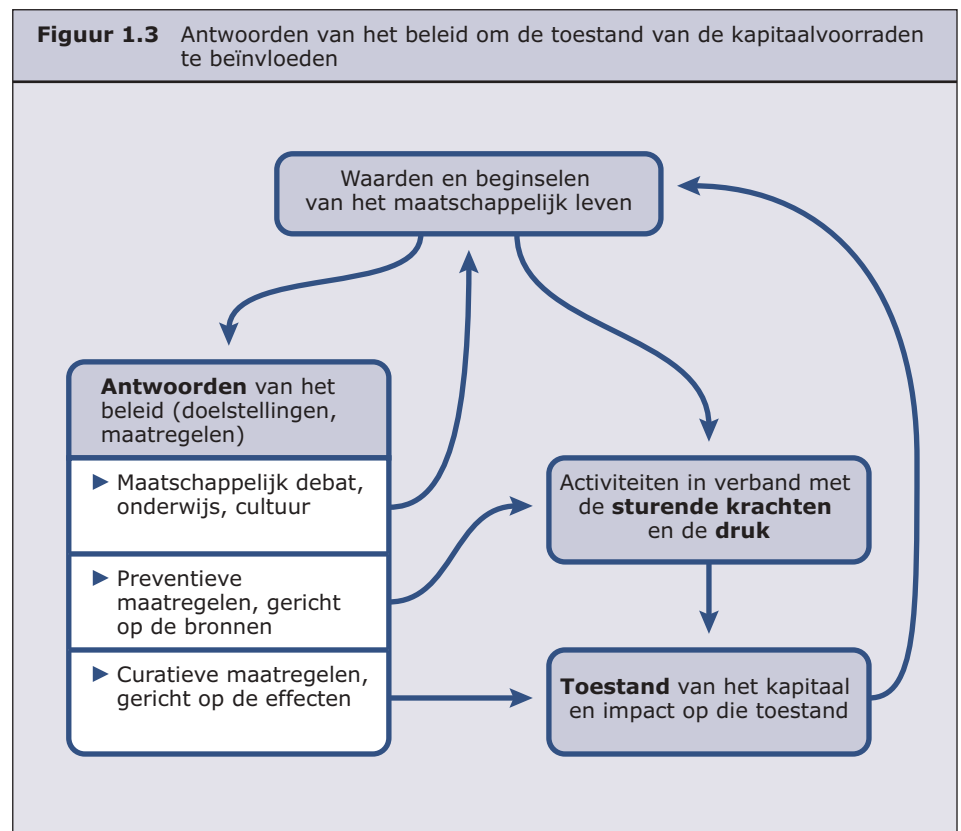 Figuur 1.3 Antwoorden van het beleid om de toestand van de kapitaalvoorraden
te beïnvloeden
Waarden en beginselen
van het maatschappelijk leven
Antwoorden van het
beleid (doelstellingen,
maatregelen)
► Maatschappelijk debat,
onderwijs, cultuur
► Preventieve
maatregelen, gericht
op de bronnen
► Curatieve maatregelen,
gericht op de effecten
Activiteiten in verband met
de sturende krachten
en de druk
Toestand van het kapitaal
en impact op die toestand